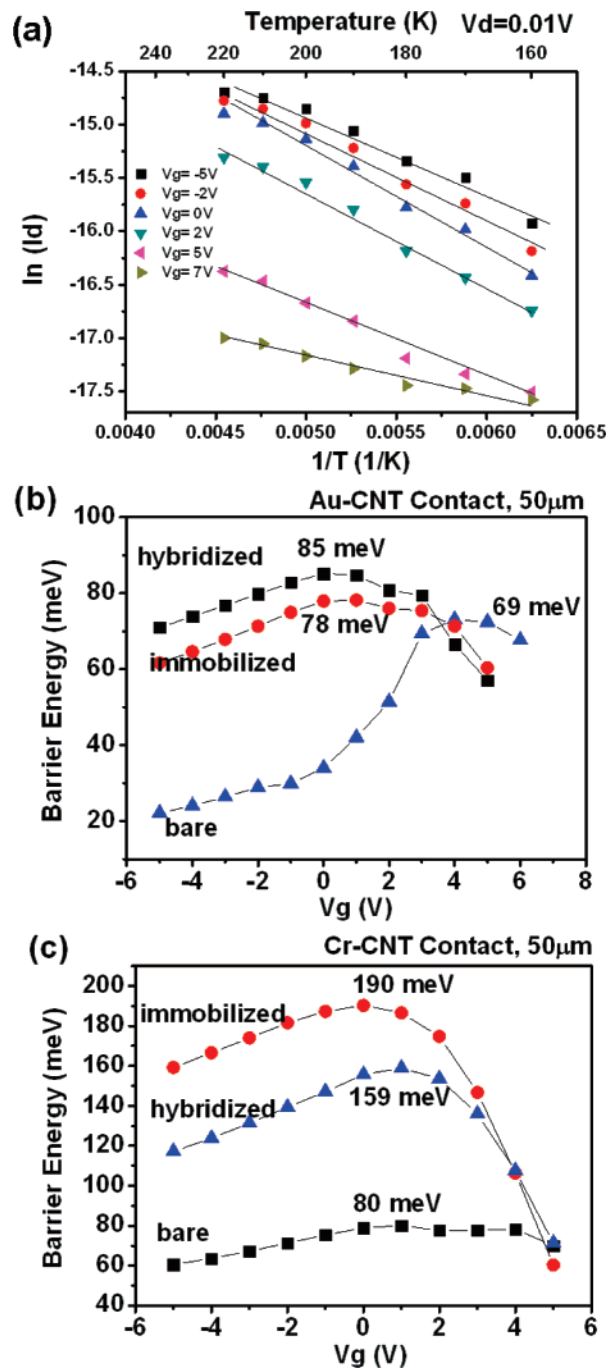 (a)
Temperature (K) Vd=0.01V
240 220 200 180 160
-14.5
-15.0
-15.5
-16.0
-16.5
-17.0
-17.5
ln (Id)
Vg= -5V
Vg= -2V
Vg= 0V
Vg= 2V
Vg= 5V
Vg= 7V
0.0040 0.0045 0.0050 0.0055 0.0060 0.0065
1/T (1/K)
(b)
Au-CNT Contact, 50µm
100
80
60
40
20
Barrier Energy (meV)
hybridized
85 meV
69 meV
78 meV
immobilized
bare
-6 -4 -2 0 2 4 6 8
Vg (V)
(c)
Cr-CNT Contact, 50µm
200
180
160
140
120
100
80
60
40
Barrier Energy (meV)
190 meV
immobilized
hybridized
159 meV
80 meV
bare
-6 -4 -2 0 2 4 6
Vg (V)